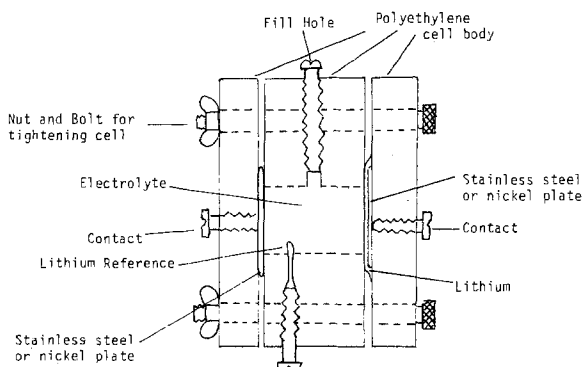 Fill Hole
Polyethylene
cell body
Nut and Bolt for
tightening cell
Electrolyte
Stainless steel
or nickel plate
Contact
Contact
Lithium Reference
Lithium
Stainless steel
or nickel plate